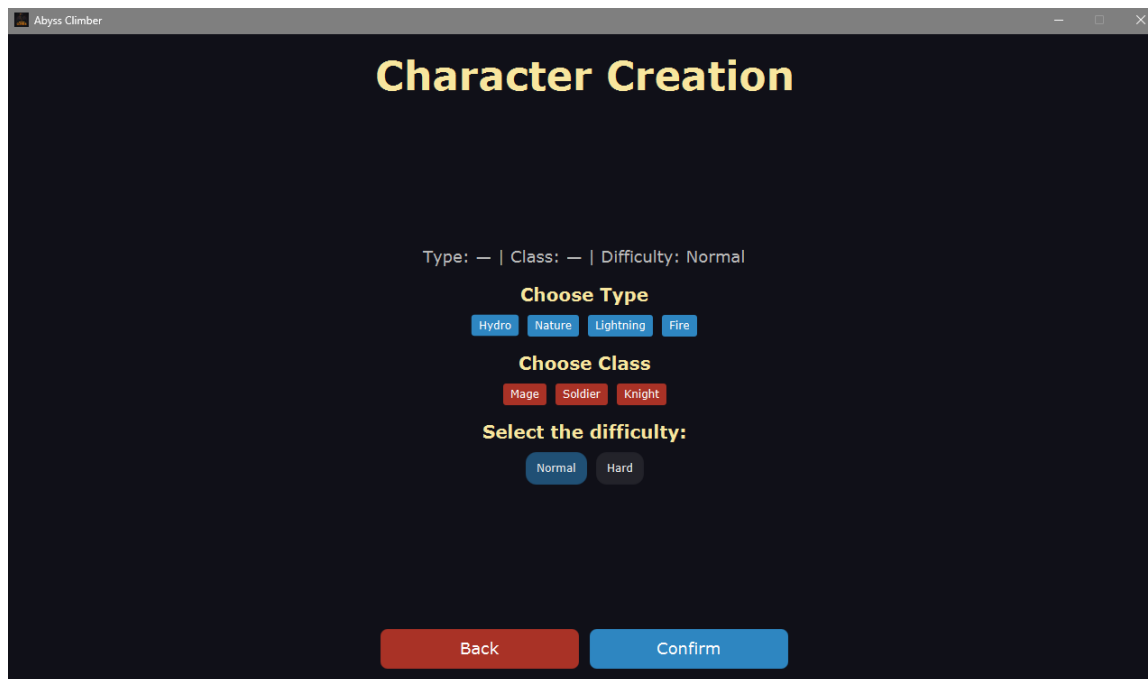 Abyss Climber
Character Creation
Type: — | Class: — | Difficulty: Normal
Choose Type
Hydro Nature Lightning Fire
Choose Class
Mage Soldier Knight
Select the difficulty:
Normal Hard
Back Confirm